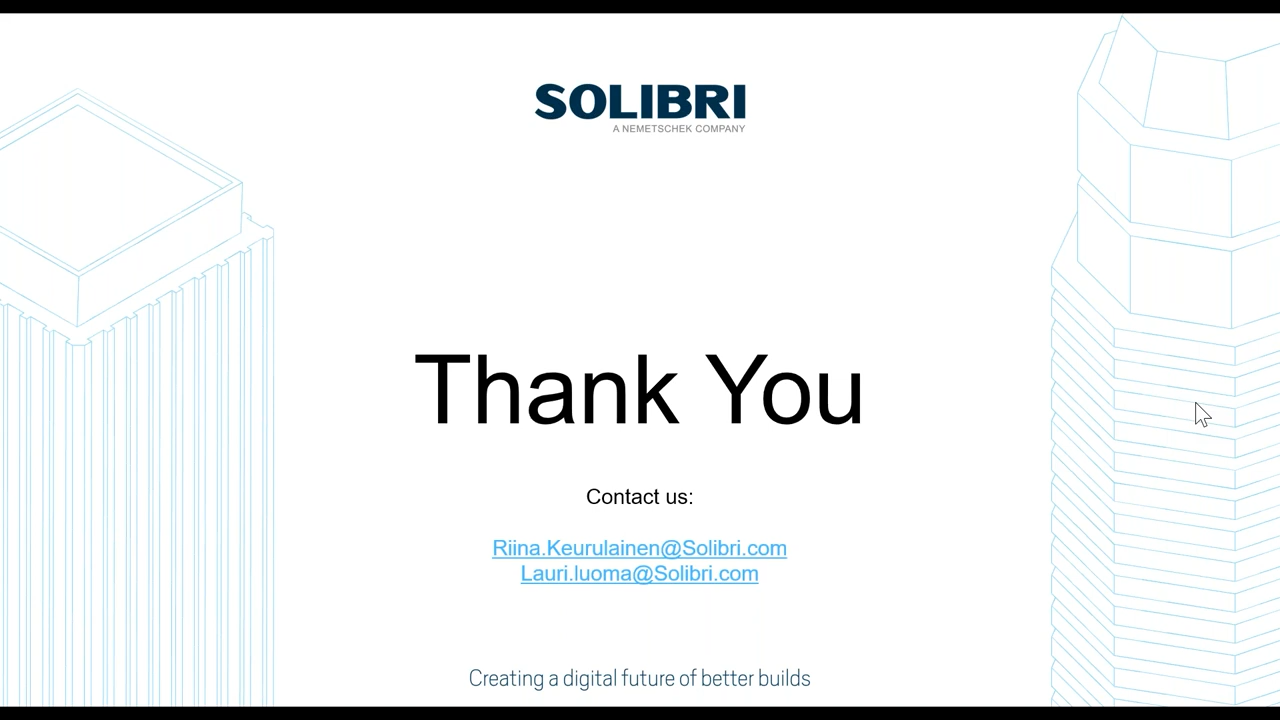 SOLIBRI
A NEMETSCHEK COMPANY
Thank You
Contact us:
Riina.Keurulainen@Solibri.com
Lauri.luoma@Solibri.com
Creating a digital future of better builds